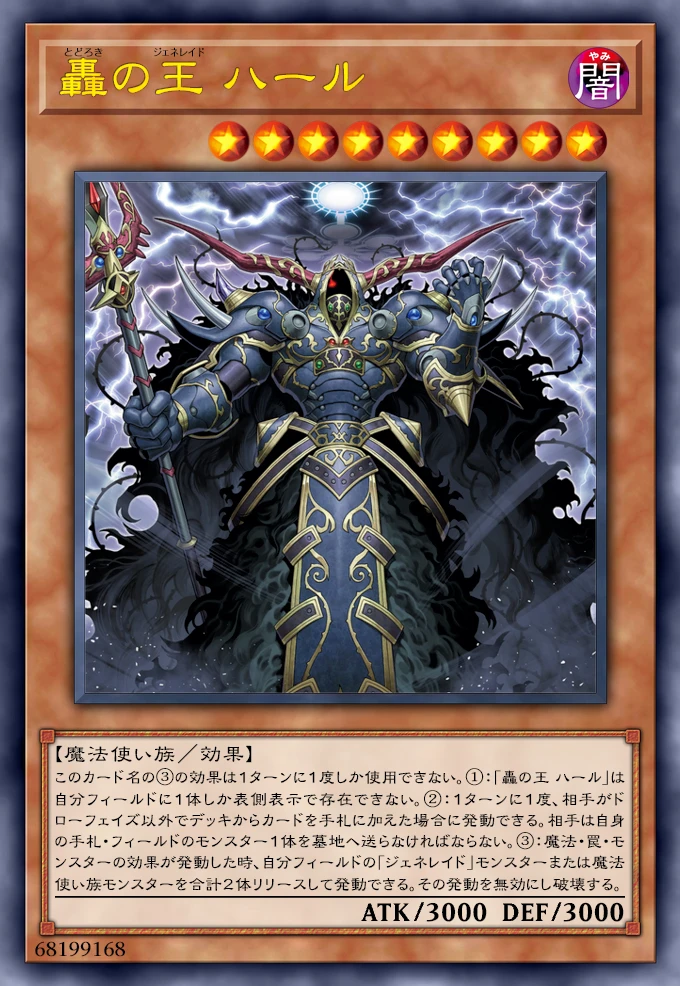 とどろき ジェネレイド
轟の王 ハール
やみ
闇
【魔法使い族／効果】
このカード名の③の効果は1ターンに1度しか使用できない。①:「轟の王 ハール」は
自分フィールドに1体しか表側表示で存在できない。②:1ターンに1度、相手がド
ローフェイズ以外でデッキからカードを手札に加えた場合に発動できる。相手は自身
の手札・フィールドのモンスター1体を墓地へ送らなければならない。③:魔法・罠・モ
ンスターの効果が発動した時、自分フィールドの「ジェネレイド」モンスターまたは魔法
使い族モンスターを合計2体リリースして発動できる。その発動を無効にし破壊する。
ATK/3000 DEF/3000
68199168